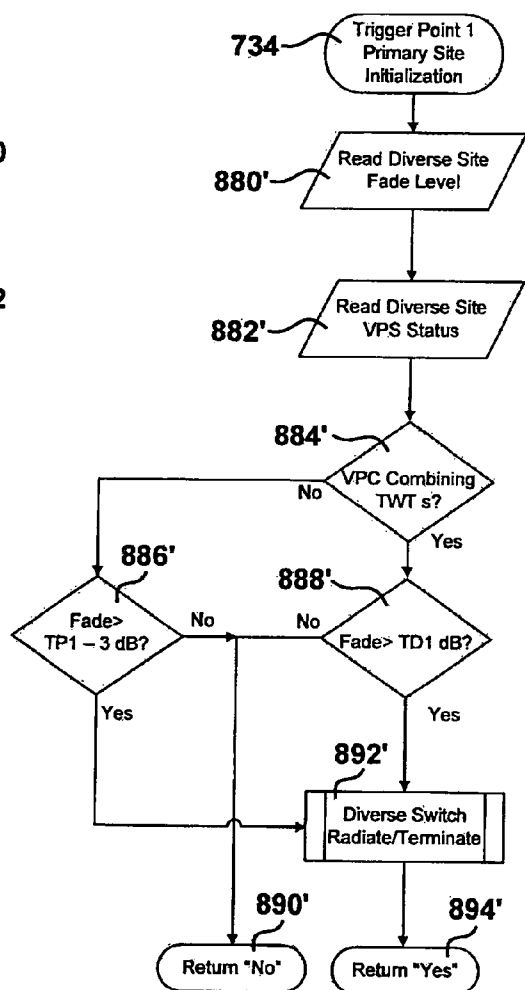 734
Trigger Point 1
Primary Site
Initialization
0
880'
Read Diverse Site
Fade Level
2
882'
Read Diverse Site
VPS Status
884'
VPC Combining
TWT s?
No
Yes
886'
888'
Fade>
TP1 – 3 dB?
No
No
Fade> TD1 dB?
Yes
Yes
892'
Diverse Switch
Radiate/Terminate
890'
894'
Return "No"
Return "Yes"